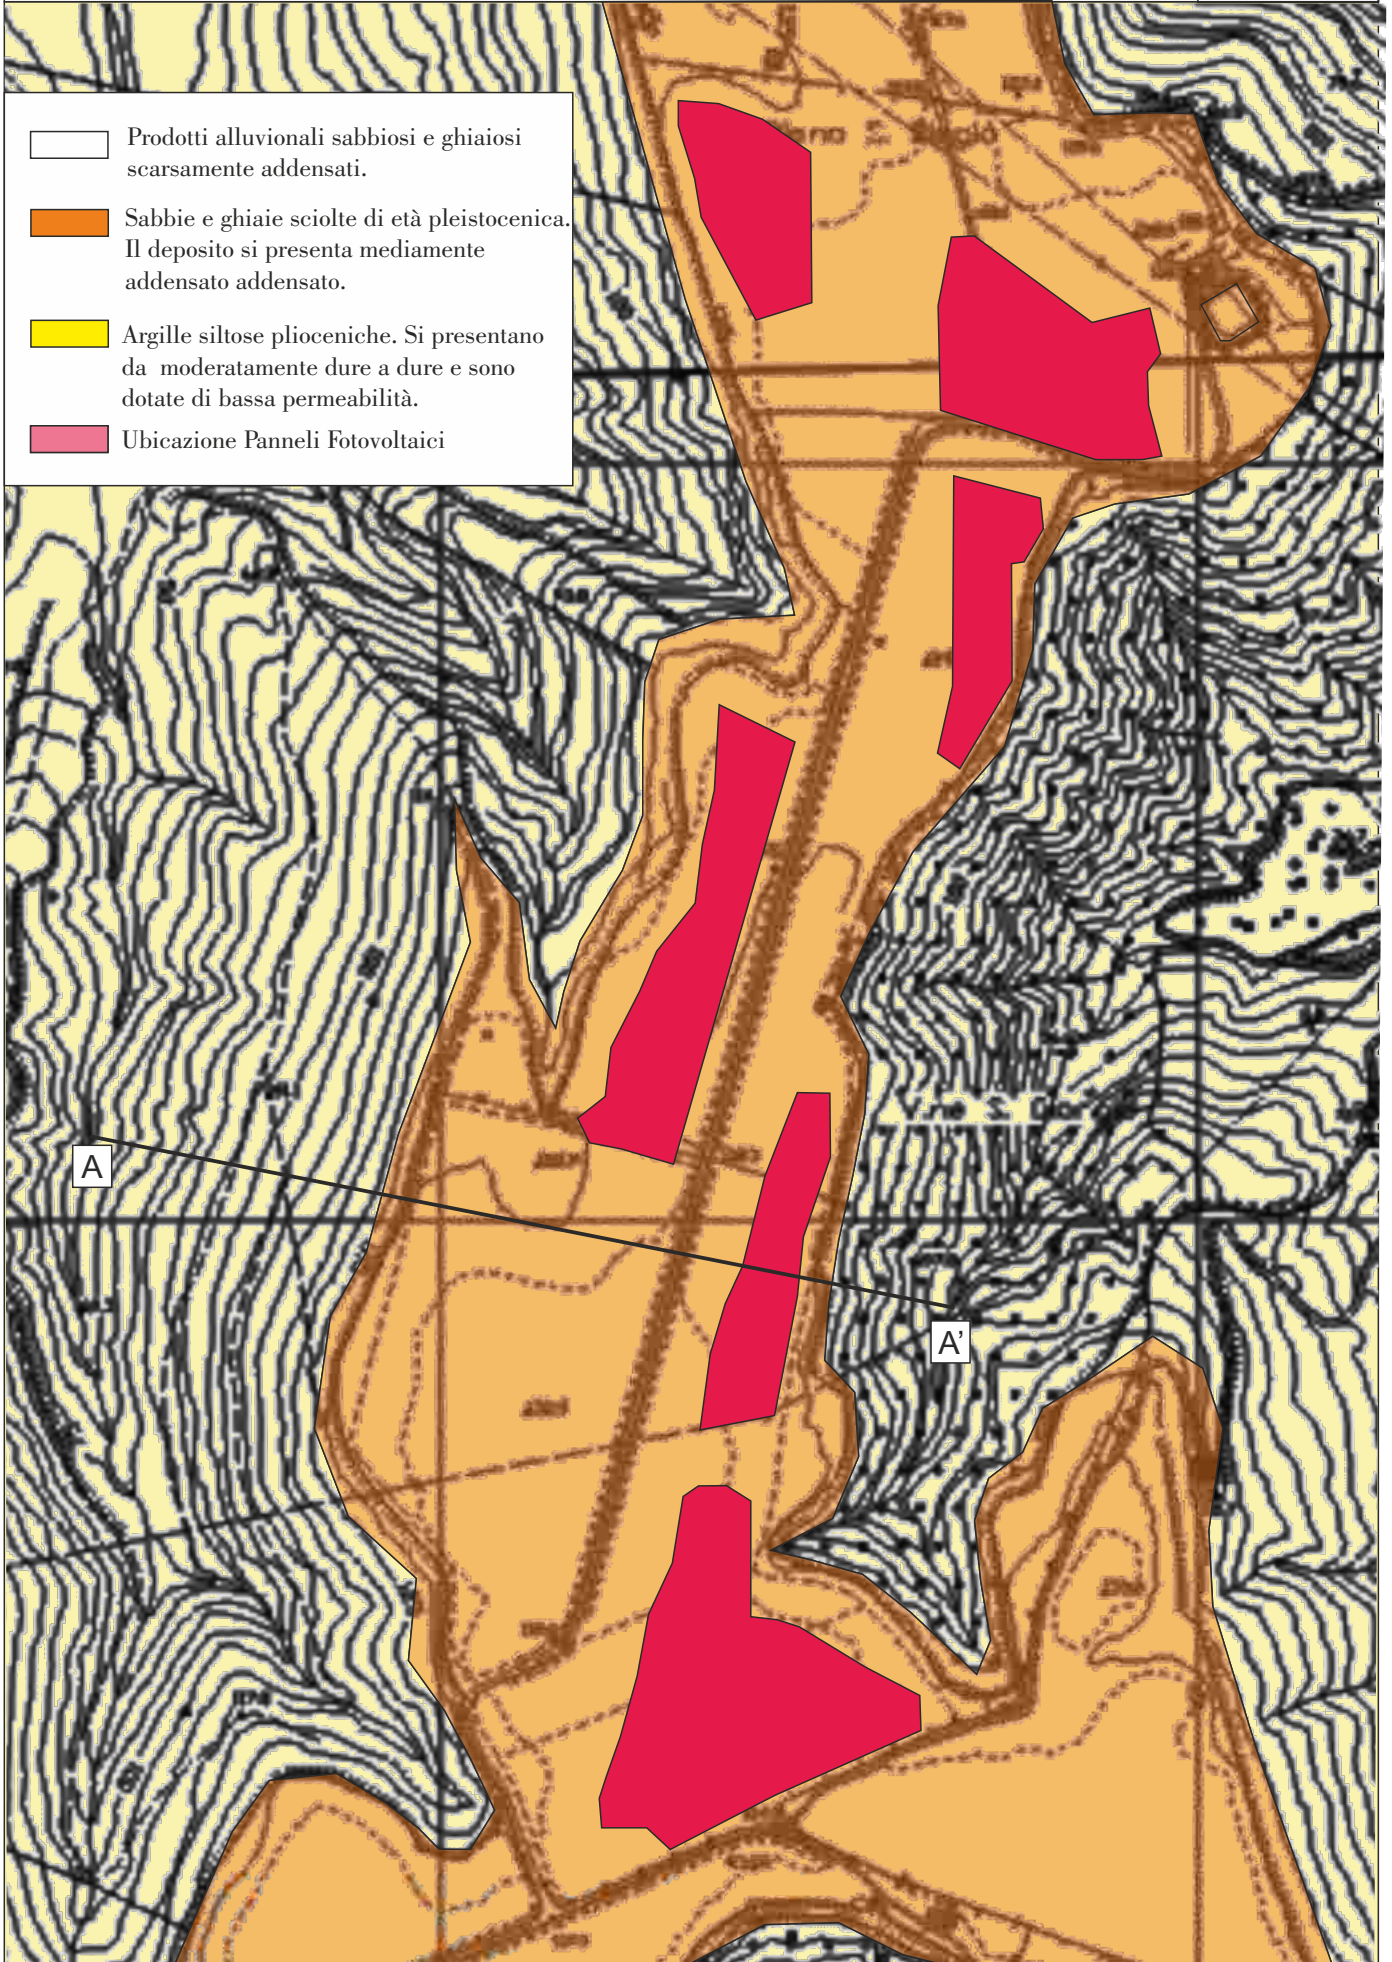 Prodotti alluvionali sabbiosi e ghiaiosi
scarsamente addensati.
Sabbie e ghiaie sciolte di età pleistocenica.
Il deposito si presenta mediamente
addensato addensato.
Argille siltose plioceniche. Si presentano
da moderatamente dure a dure e sono
dotate di bassa permeabilità.
Ubicazione Panneli Fotovoltaici
A
A'